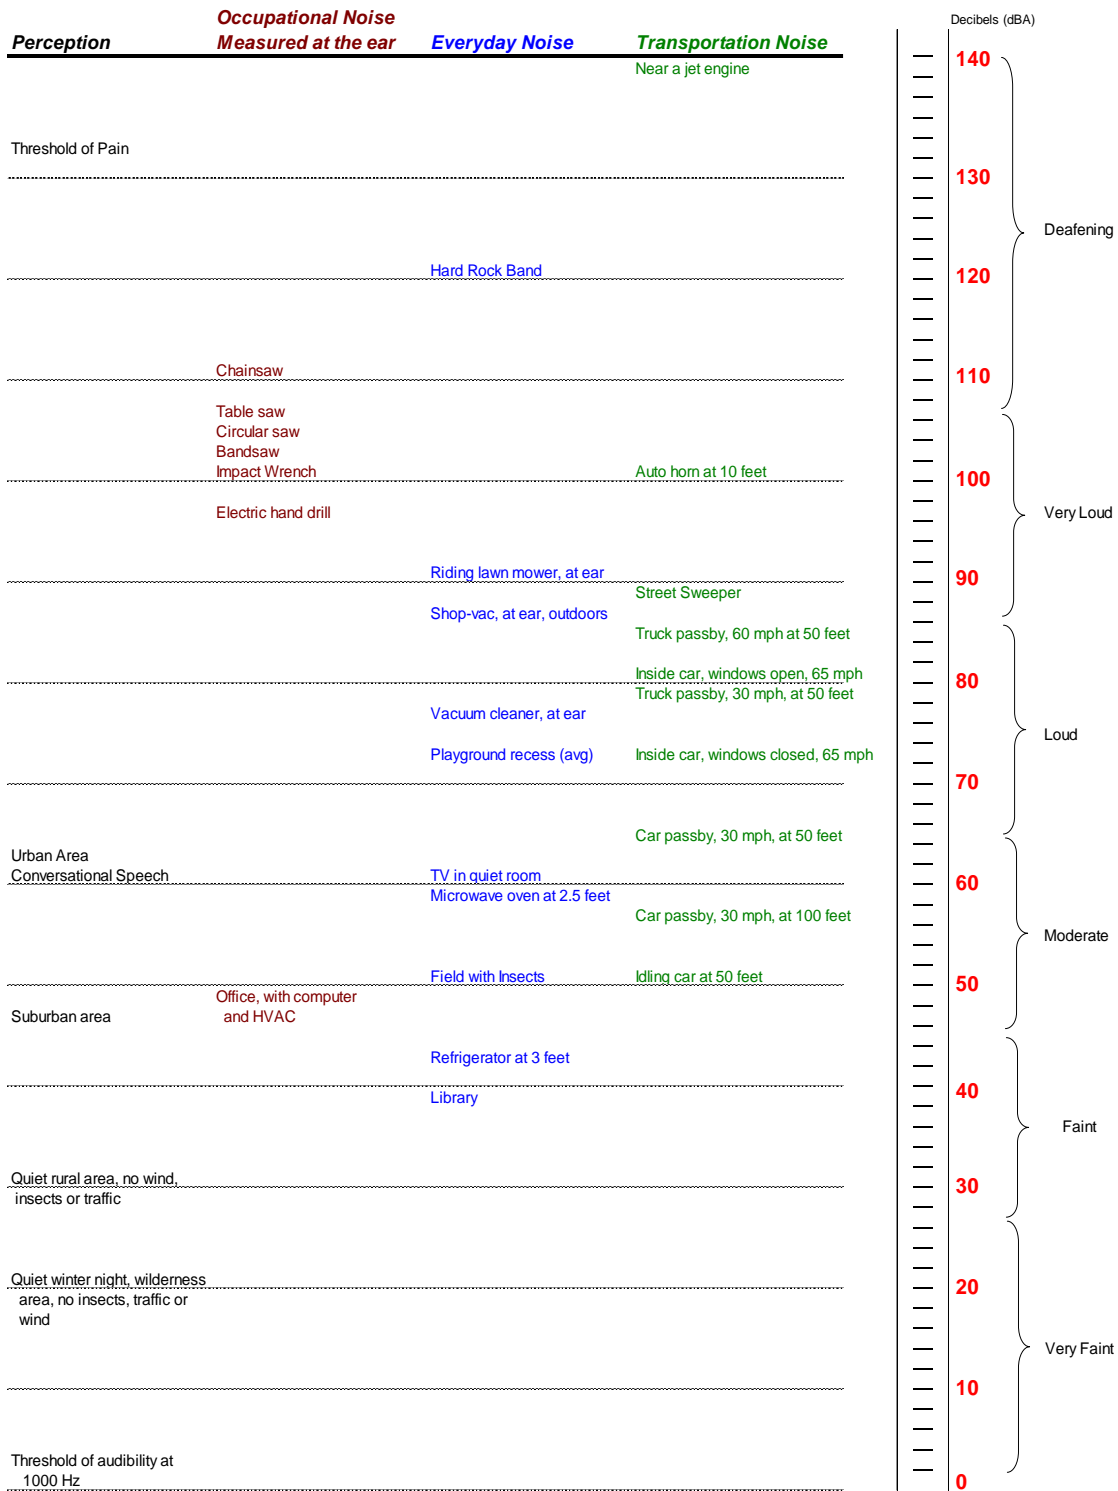 Occupational Noise
Decibels (dBA)
Perception Measured at the ear Everyday Noise Transportation Noise
140
Near a jet engine
Threshold of Pain
130
Deafening
Hard Rock Band
120
Chainsaw
110
Table saw
Circular saw
Bandsaw
Impact Wrench Auto horn at 10 feet
100
Electric hand drill
Very Loud
Riding lawn mower, at ear
90
Street Sweeper
Shop-vac, at ear, outdoors
Truck passby, 60 mph at 50 feet
Inside car, windows open, 65 mph
80
Truck passby, 30 mph, at 50 feet
Vacuum cleaner, at ear
Loud
Playground recess (avg) Inside car, windows closed, 65 mph
70
Car passby, 30 mph, at 50 feet
Urban Area
Conversational Speech TV in quiet room
60
Microwave oven at 2.5 feet
Car passby, 30 mph, at 100 feet
Moderate
Field with Insects Idling car at 50 feet
50
Office, with computer
Suburban area and HVAC
Refrigerator at 3 feet
40
Library
Faint
Quiet rural area, no wind,
30
insects or traffic
Quiet winter night, wilderness
20
area, no insects, traffic or
wind
Very Faint
10
Threshold of audibility at
1000 Hz
0